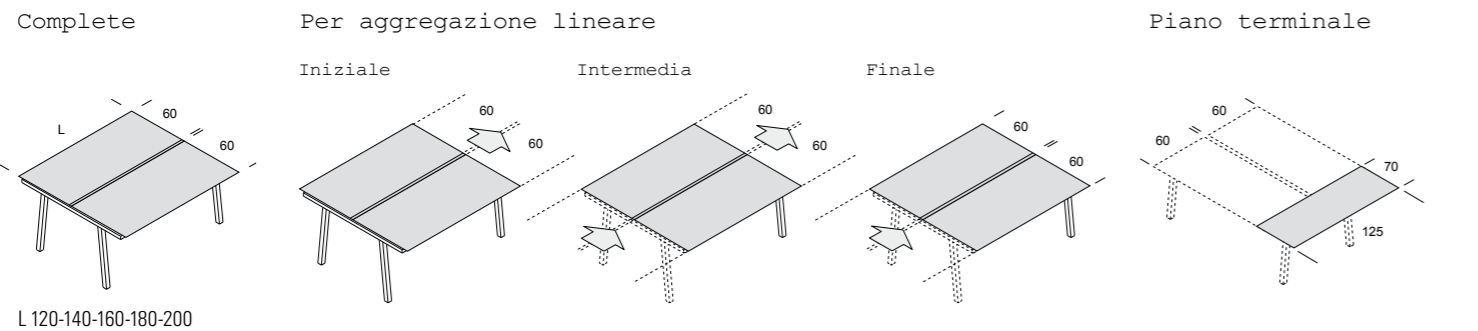 Complete
Per aggregazione lineare
Piano terminale
Iniziale
Intermedia
Finale
L
60
60
60
60
60
60
60
60
60
60
70
125
L 120-140-160-180-200